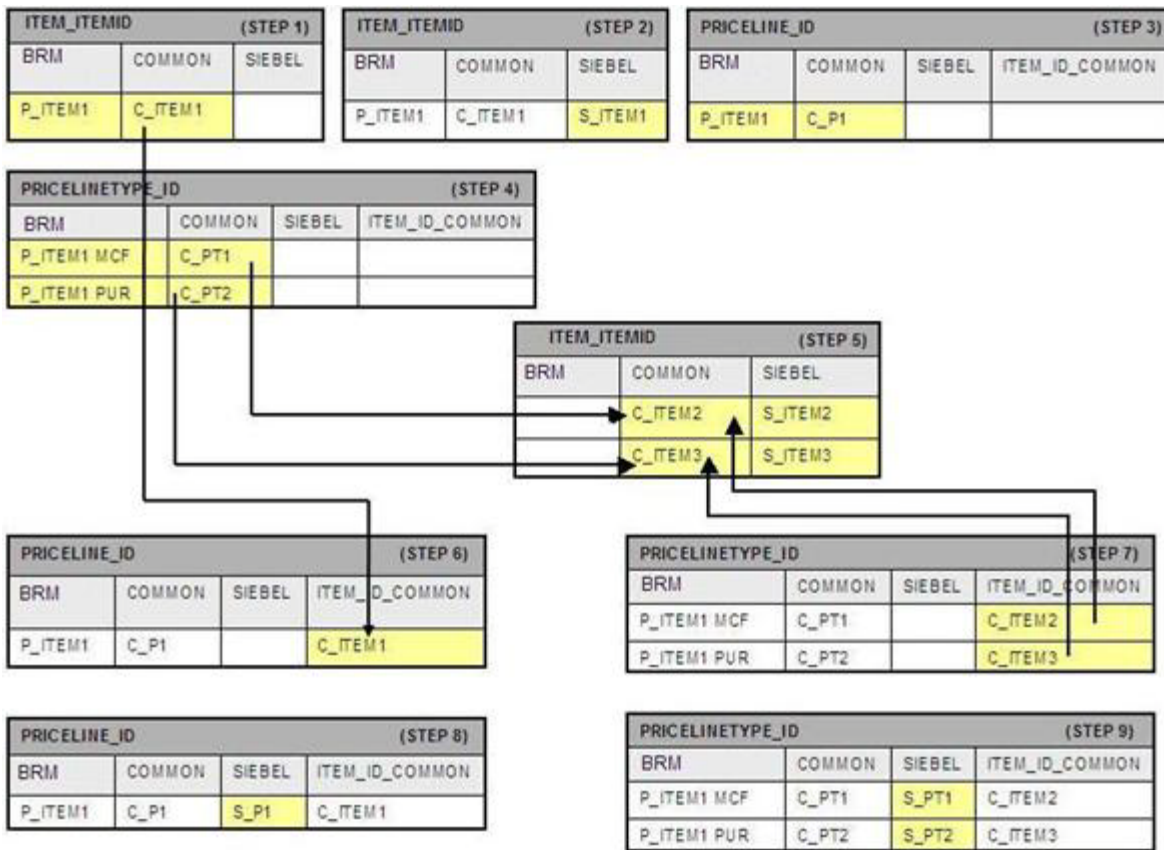 ITEM_ITEMID (STEP 1)
BRM COMMON SIEBEL
P_ITEM1 C_ITEM1
ITEM_ITEMID (STEP 2)
BRM COMMON SIEBEL
P_ITEM1 C_ITEM1 S_ITEM1
PRICELINE_ID (STEP 3)
BRM COMMON SIEBEL ITEM_ID_COMMON
P_ITEM1 C_P1
PRICELINETYPE_ID (STEP 4)
BRM COMMON SIEBEL ITEM_ID_COMMON
P_ITEM1 MCF C_PT1
P_ITEM1 PUR C_PT2
ITEM_ITEMID (STEP 5)
BRM COMMON SIEBEL
C_ITEM2 S_ITEM2
C_ITEM3 S_ITEM3
PRICELINE_ID (STEP 6)
BRM COMMON SIEBEL ITEM_ID_COMMON
P_ITEM1 C_P1 C_ITEM1
PRICELINETYPE_ID (STEP 7)
BRM COMMON SIEBEL ITEM_ID_COMMON
P_ITEM1 MCF C_PT1 C_ITEM2
P_ITEM1 PUR C_PT2 C_ITEM3
PRICELINE_ID (STEP 8)
BRM COMMON SIEBEL ITEM_ID_COMMON
P_ITEM1 C_P1 S_P1 C_ITEM1
PRICELINETYPE_ID (STEP 9)
BRM COMMON SIEBEL ITEM_ID_COMMON
P_ITEM1 MCF C_PT1 S_PT1 C_ITEM2
P_ITEM1 PUR C_PT2 S_PT2 C_ITEM3